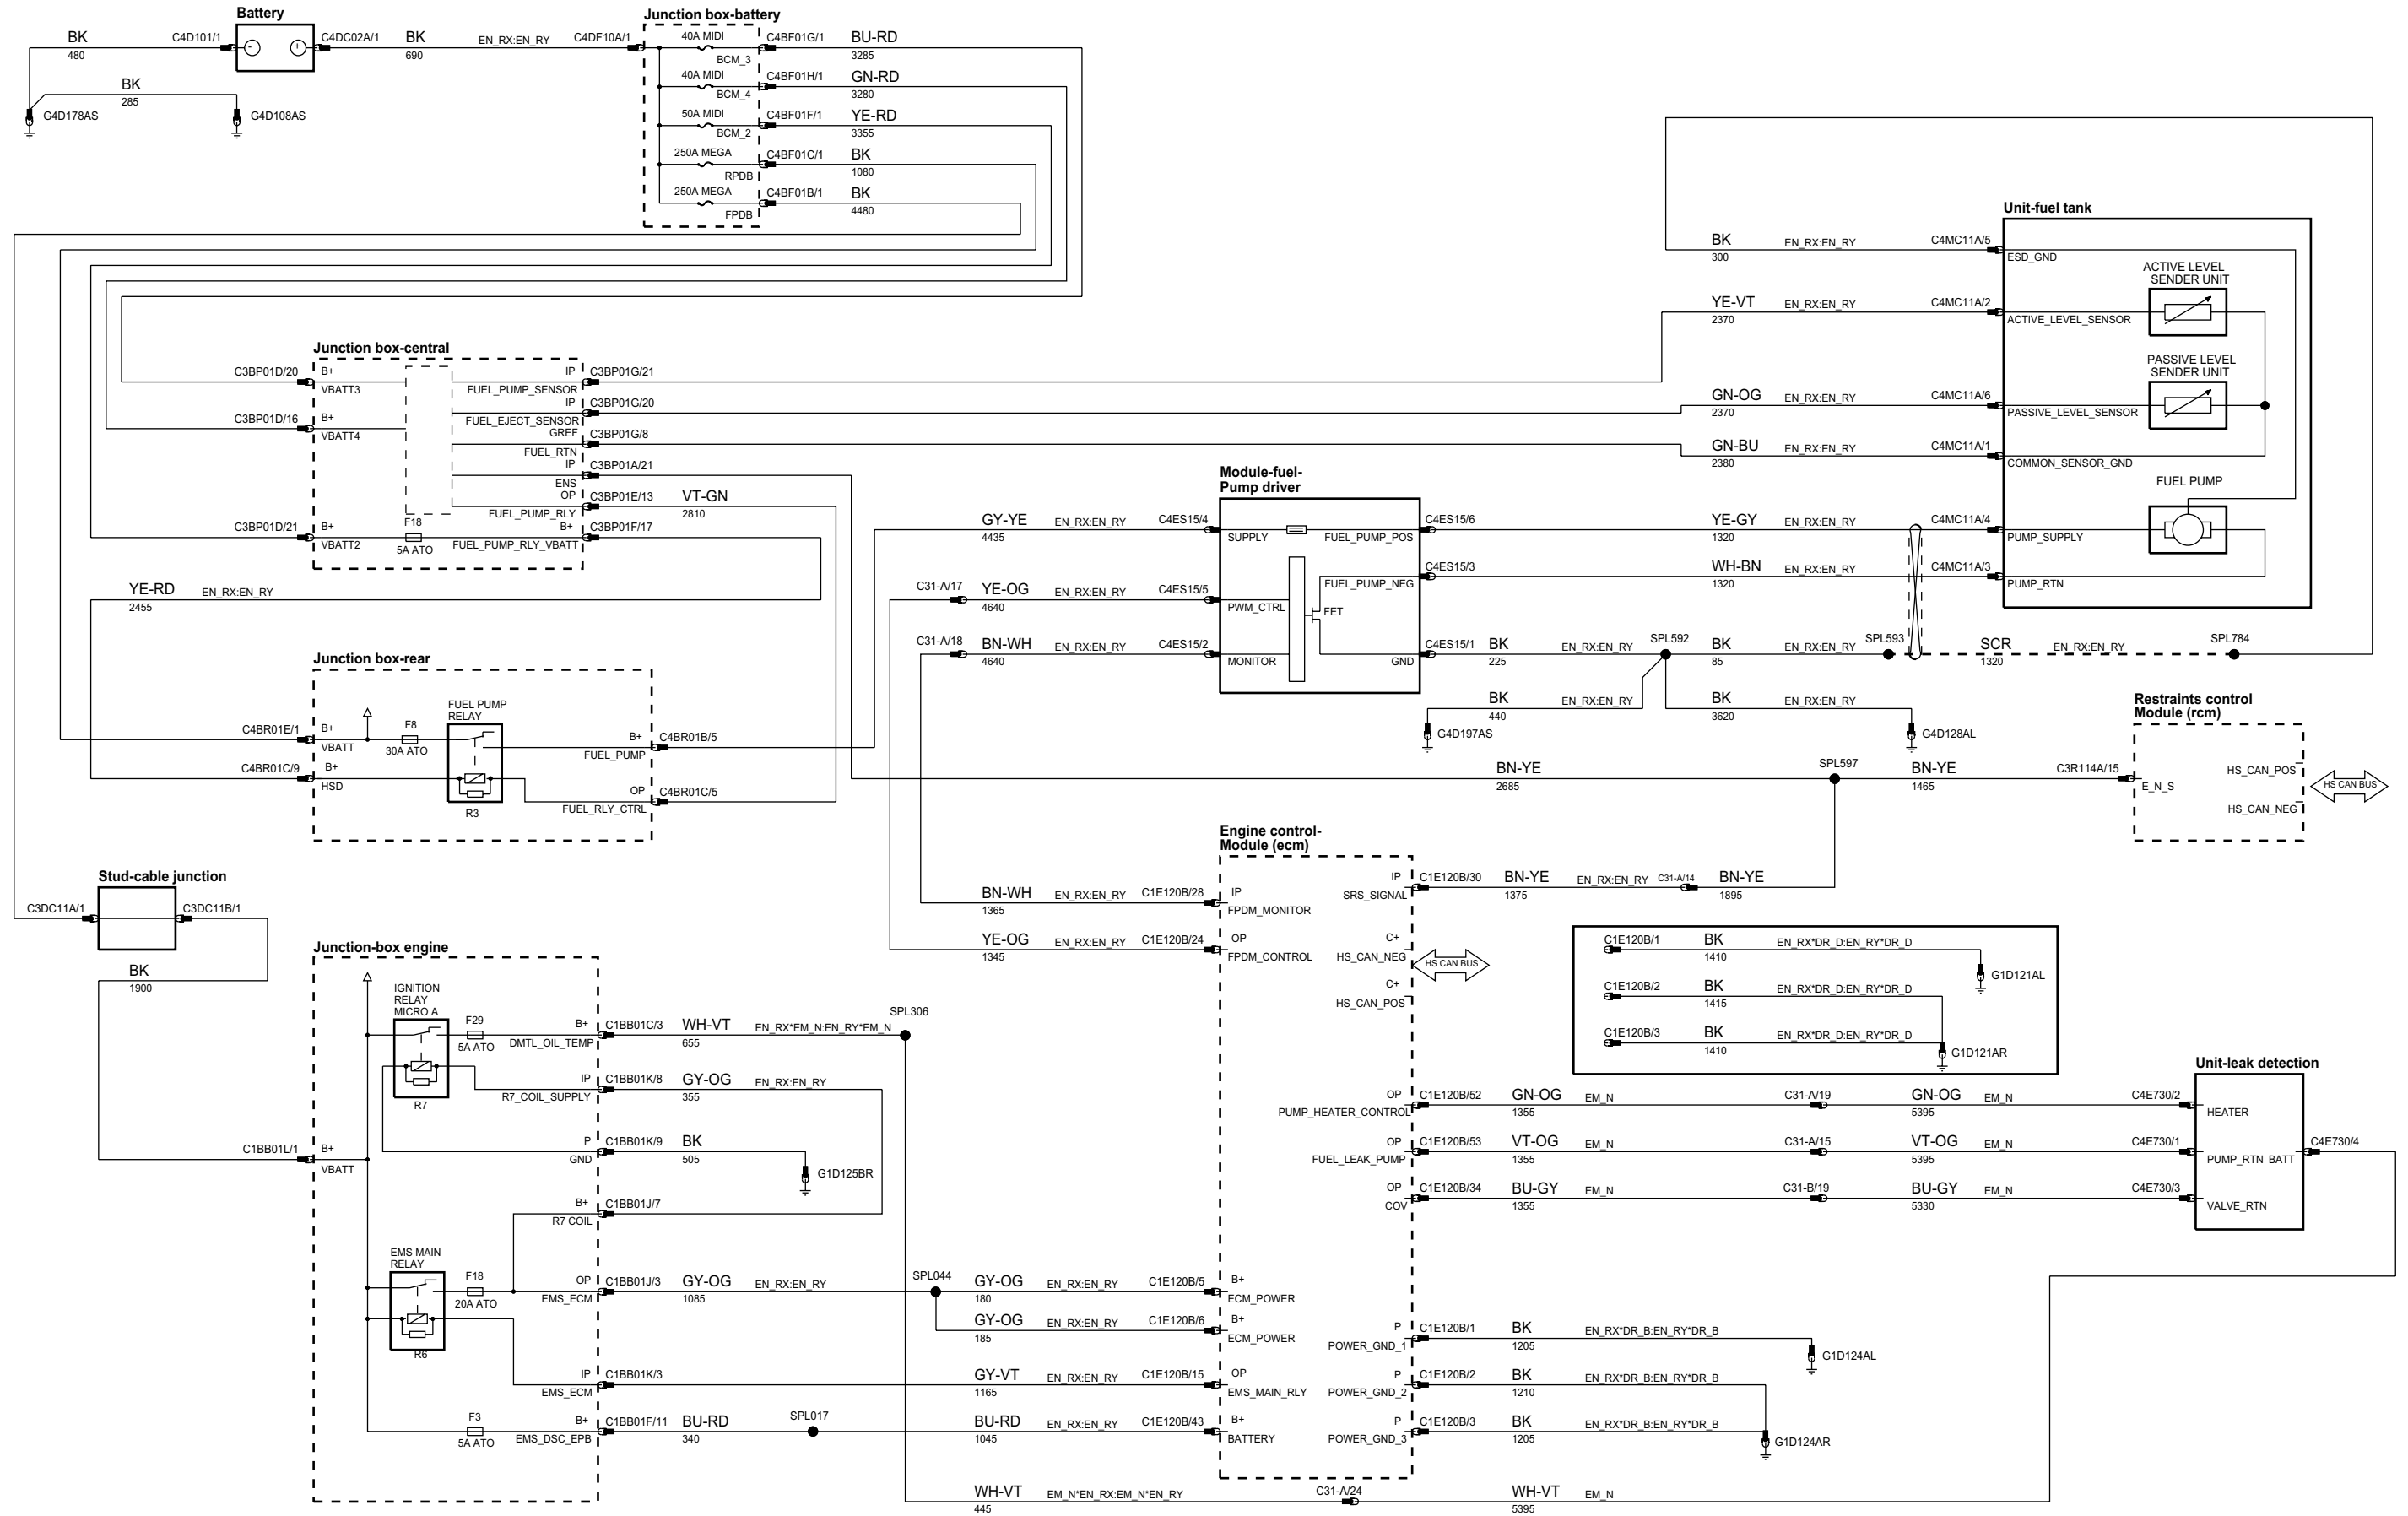 Battery
BK
480
C4D101/1
-
+
C4DC02A/1
BK
690
EN_RX:EN_RY
C4DF10A/1
BK
285
G4D178AS
G4D108AS
Junction box-battery
40A MIDI
BCM_3
C4BF01G/1
BU-RD
3285
40A MIDI
BCM_4
C4BF01H/1
GN-RD
3280
50A MIDI
BCM_2
C4BF01F/1
YE-RD
3355
250A MEGA
RPDB
C4BF01C/1
BK
1080
250A MEGA
FPDB
C4BF01B/1
BK
4480
Junction box-central
C3BP01D/20
B+
VBATT3
C3BP01D/16
B+
VBATT4
C3BP01D/21
B+
VBATT2
F18
5A ATO
IP
C3BP01G/21
FUEL_PUMP_SENSOR
IP
C3BP01G/20
FUEL_EJECT_SENSOR
GREF
C3BP01G/8
FUEL_RTN
IP
C3BP01A/21
ENS
OP
C3BP01E/13
VT-GN
2810
FUEL_PUMP_RLY
B+
C3BP01F/17
FUEL_PUMP_RLY_VBATT
YE-RD
2455
EN_RX:EN_RY
Junction box-rear
C4BR01E/1
B+
VBATT
F8
30A ATO
FUEL PUMP
RELAY
R3
C4BR01C/9
B+
HSD
B+
C4BR01B/5
FUEL_PUMP
OP
C4BR01C/5
FUEL_RLY_CTRL
Stud-cable junction
C3DC11A/1
C3DC11B/1
BK
1900
Junction-box engine
IGNITION
RELAY
MICRO A
F29
5A ATO
R7
B+
C1BB01C/3
DMTL_OIL_TEMP
WH-VT
655
EN_RX*EM_N:EN_RY*EM_N
SPL306
IP
C1BB01K/8
R7_COIL_SUPPLY
GY-OG
355
EN_RX:EN_RY
P
C1BB01K/9
GND
BK
505
G1D125BR
C1BB01L/1
B+
VBATT
B+
C1BB01J/7
R7 COIL
EMS MAIN
RELAY
F18
20A ATO
R6
OP
C1BB01J/3
EMS_ECM
GY-OG
1085
EN_RX:EN_RY
SPL044
IP
C1BB01K/3
EMS_ECM
F3
5A ATO
B+
C1BB01F/11
EMS_DSC_EPB
BU-RD
340
SPL017
Module-fuel-
Pump driver
GY-YE
4435
EN_RX:EN_RY
C4ES15/4
SUPPLY
C31-A/17
YE-OG
4640
EN_RX:EN_RY
C4ES15/5
PWM_CTRL
C31-A/18
BN-WH
4640
EN_RX:EN_RY
C4ES15/2
MONITOR
FET
FUEL_PUMP_POS
C4ES15/6
FUEL_PUMP_NEG
C4ES15/3
GND
C4ES15/1
YE-GY
1320
EN_RX:EN_RY
C4MC11A/4
WH-BN
1320
EN_RX:EN_RY
C4MC11A/3
BK
225
EN_RX:EN_RY
SPL592
BK
85
EN_RX:EN_RY
SPL593
SCR
1320
EN_RX:EN_RY
SPL784
BK
440
EN_RX:EN_RY
G4D197AS
BK
3620
EN_RX:EN_RY
G4D128AL
Unit-fuel tank
BK
300
EN_RX:EN_RY
C4MC11A/5
ESD_GND
ACTIVE LEVEL
SENDER UNIT
YE-VT
2370
EN_RX:EN_RY
C4MC11A/2
ACTIVE_LEVEL_SENSOR
PASSIVE LEVEL
SENDER UNIT
GN-OG
2370
EN_RX:EN_RY
C4MC11A/6
PASSIVE_LEVEL_SENSOR
GN-BU
2380
EN_RX:EN_RY
C4MC11A/1
COMMON_SENSOR_GND
FUEL PUMP
PUMP_SUPPLY
PUMP_RTN
Restraints control
Module (rcm)
BN-YE
2685
SPL597
BN-YE
1465
C3R114A/15
E_N_S
HS_CAN_POS
HS_CAN_NEG
HS CAN BUS
Engine control-
Module (ecm)
BN-WH
1365
EN_RX:EN_RY
C1E120B/28
IP
FPDM_MONITOR
YE-OG
1345
EN_RX:EN_RY
C1E120B/24
OP
FPDM_CONTROL
IP
C1E120B/30
SRS_SIGNAL
BN-YE
1375
EN_RX:EN_RY
C31-A/14
BN-YE
1895
C+
HS_CAN_NEG
C+
HS_CAN_POS
HS CAN BUS
C1E120B/1
BK
1410
EN_RX*DR_D:EN_RY*DR_D
G1D121AL
C1E120B/2
BK
1415
EN_RX*DR_D:EN_RY*DR_D
C1E120B/3
BK
1410
EN_RX*DR_D:EN_RY*DR_D
G1D121AR
Unit-leak detection
OP
C1E120B/52
PUMP_HEATER_CONTROL
GN-OG
1355
EM_N
C31-A/19
GN-OG
5395
EM_N
C4E730/2
HEATER
OP
C1E120B/53
FUEL_LEAK_PUMP
VT-OG
1355
EM_N
C31-A/15
VT-OG
5395
EM_N
C4E730/1
PUMP_RTN
BATT
C4E730/4
OP
C1E120B/34
COV
BU-GY
1355
EM_N
C31-B/19
BU-GY
5330
EM_N
C4E730/3
VALVE_RTN
GY-OG
180
EN_RX:EN_RY
C1E120B/5
B+
ECM_POWER
GY-OG
185
EN_RX:EN_RY
C1E120B/6
B+
ECM_POWER
GY-VT
1165
EN_RX:EN_RY
C1E120B/15
OP
EMS_MAIN_RLY
BU-RD
1045
EN_RX:EN_RY
C1E120B/43
B+
BATTERY
P
C1E120B/1
POWER_GND_1
BK
1205
EN_RX*DR_B:EN_RY*DR_B
G1D124AL
P
C1E120B/2
POWER_GND_2
BK
1210
EN_RX*DR_B:EN_RY*DR_B
P
C1E120B/3
POWER_GND_3
BK
1205
EN_RX*DR_B:EN_RY*DR_B
G1D124AR
WH-VT
445
EM_N*EN_RX:EM_N*EN_RY
C31-A/24
WH-VT
5395
EM_N